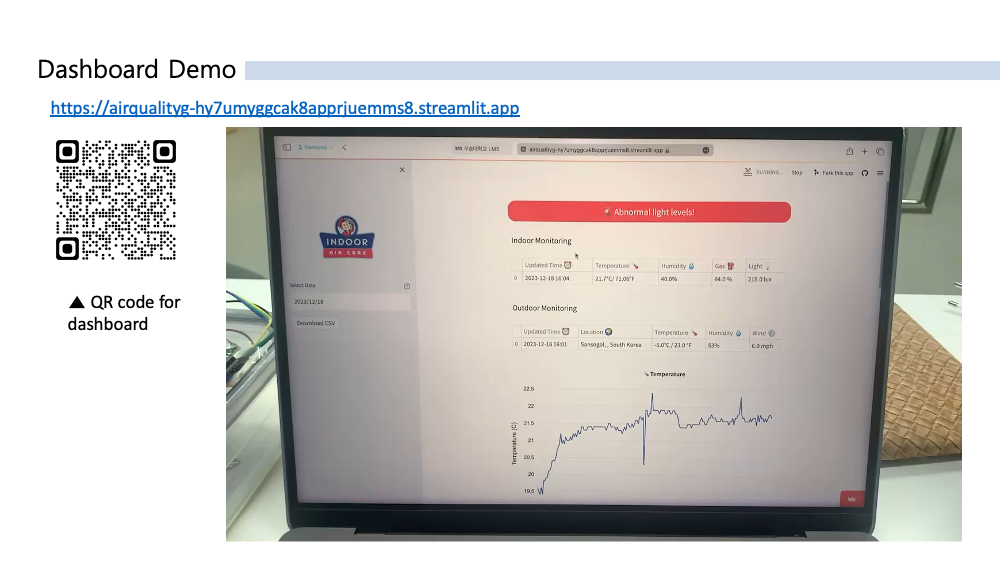 Dashboard Demo
https://airqualityg-hy7umyggcak8apprjuemms8.streamlit.app
▲ QR code for
dashboard
Personal
우송대학교 LMS
airqualityg-hy7umyggcak8apprjuemms8.streamlit.app
RUNNING... Stop Fork this app
INDOOR
AIR CARE
Select Date
2023/12/18
Download CSV
Abnormal light levels!
Indoor Monitoring
Updated Time Temperature Humidity Gas Light
0 2023-12-18 16:04 21.7°C/ 71.06°F 40.0% 64.0 % 215.0 lux
Outdoor Monitoring
Updated Time Location Temperature Humidity Wind
0 2023-12-18 16:01 Sansogol, , South Korea -5.0°C / 23.0 °F 53% 6.9 mph
Temperature
Temperature (C)
22.5
22
21.5
21
20.5
20
19.5